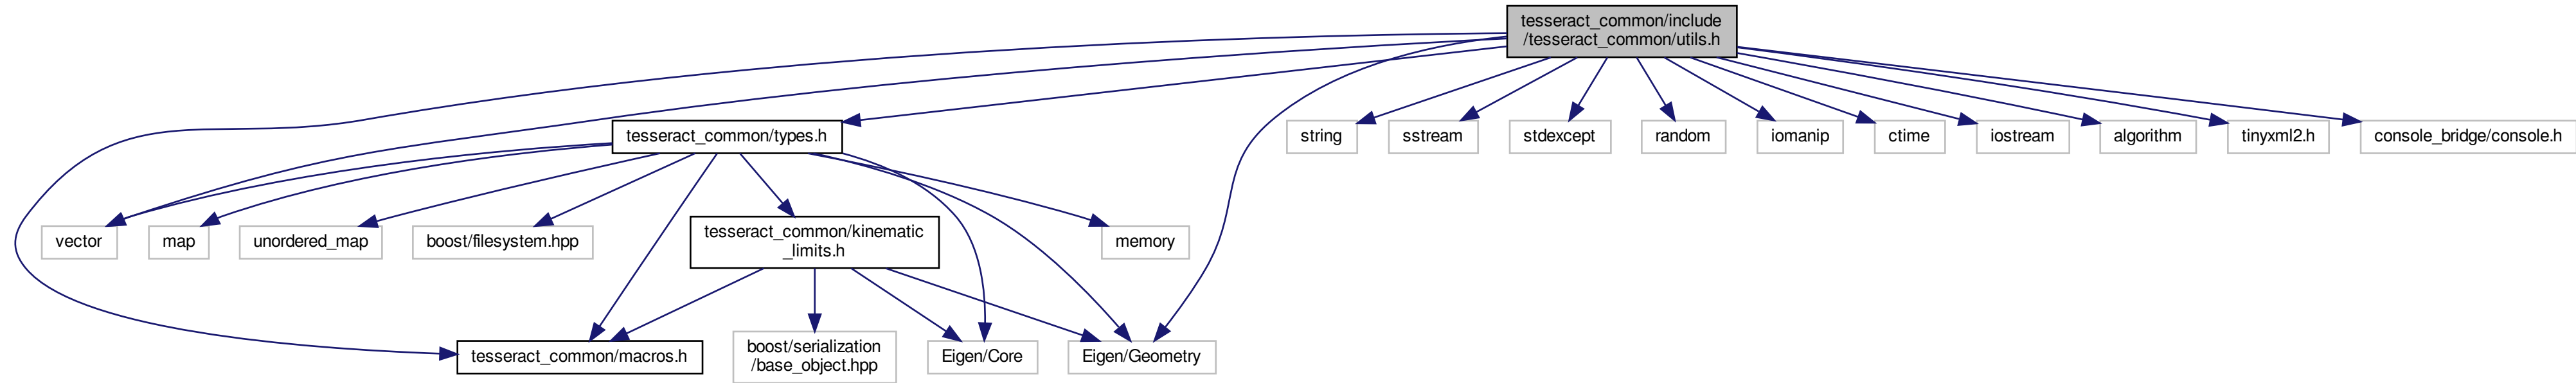 tesseract_common/include
/tesseract_common/utils.h
tesseract_common/types.h
string
sstream
stdexcept
random
iomanip
ctime
iostream
algorithm
tinyxml2.h
console_bridge/console.h
vector
map
unordered_map
boost/filesystem.hpp
tesseract_common/kinematic
_limits.h
memory
tesseract_common/macros.h
boost/serialization
/base_object.hpp
Eigen/Core
Eigen/Geometry